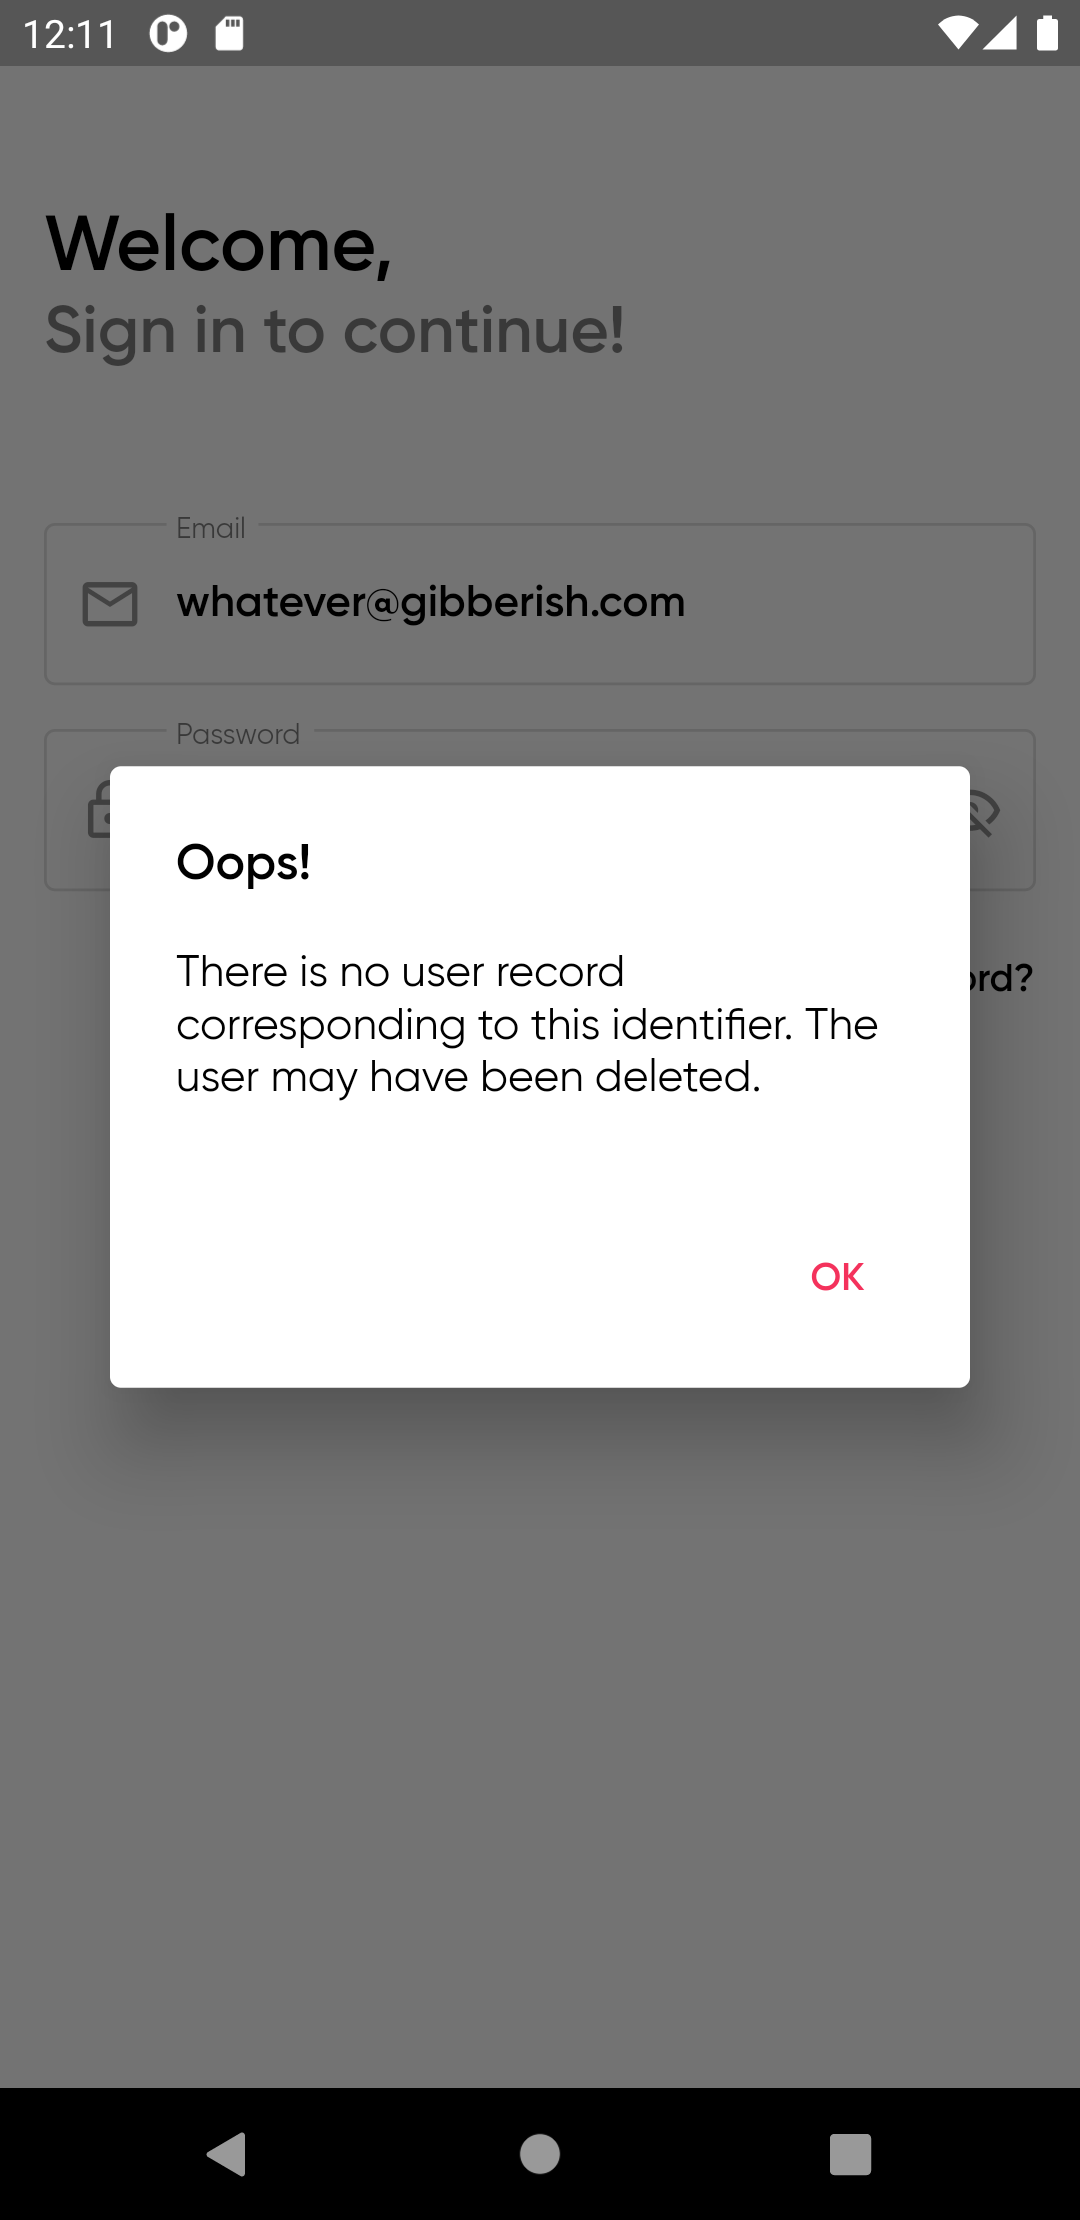 12:11
Welcome,
Sign in to continue!
Email
whatever@gibberish.com
Password
Oops!
There is no user record
corresponding to this identifier. The
user may have been deleted.
OK